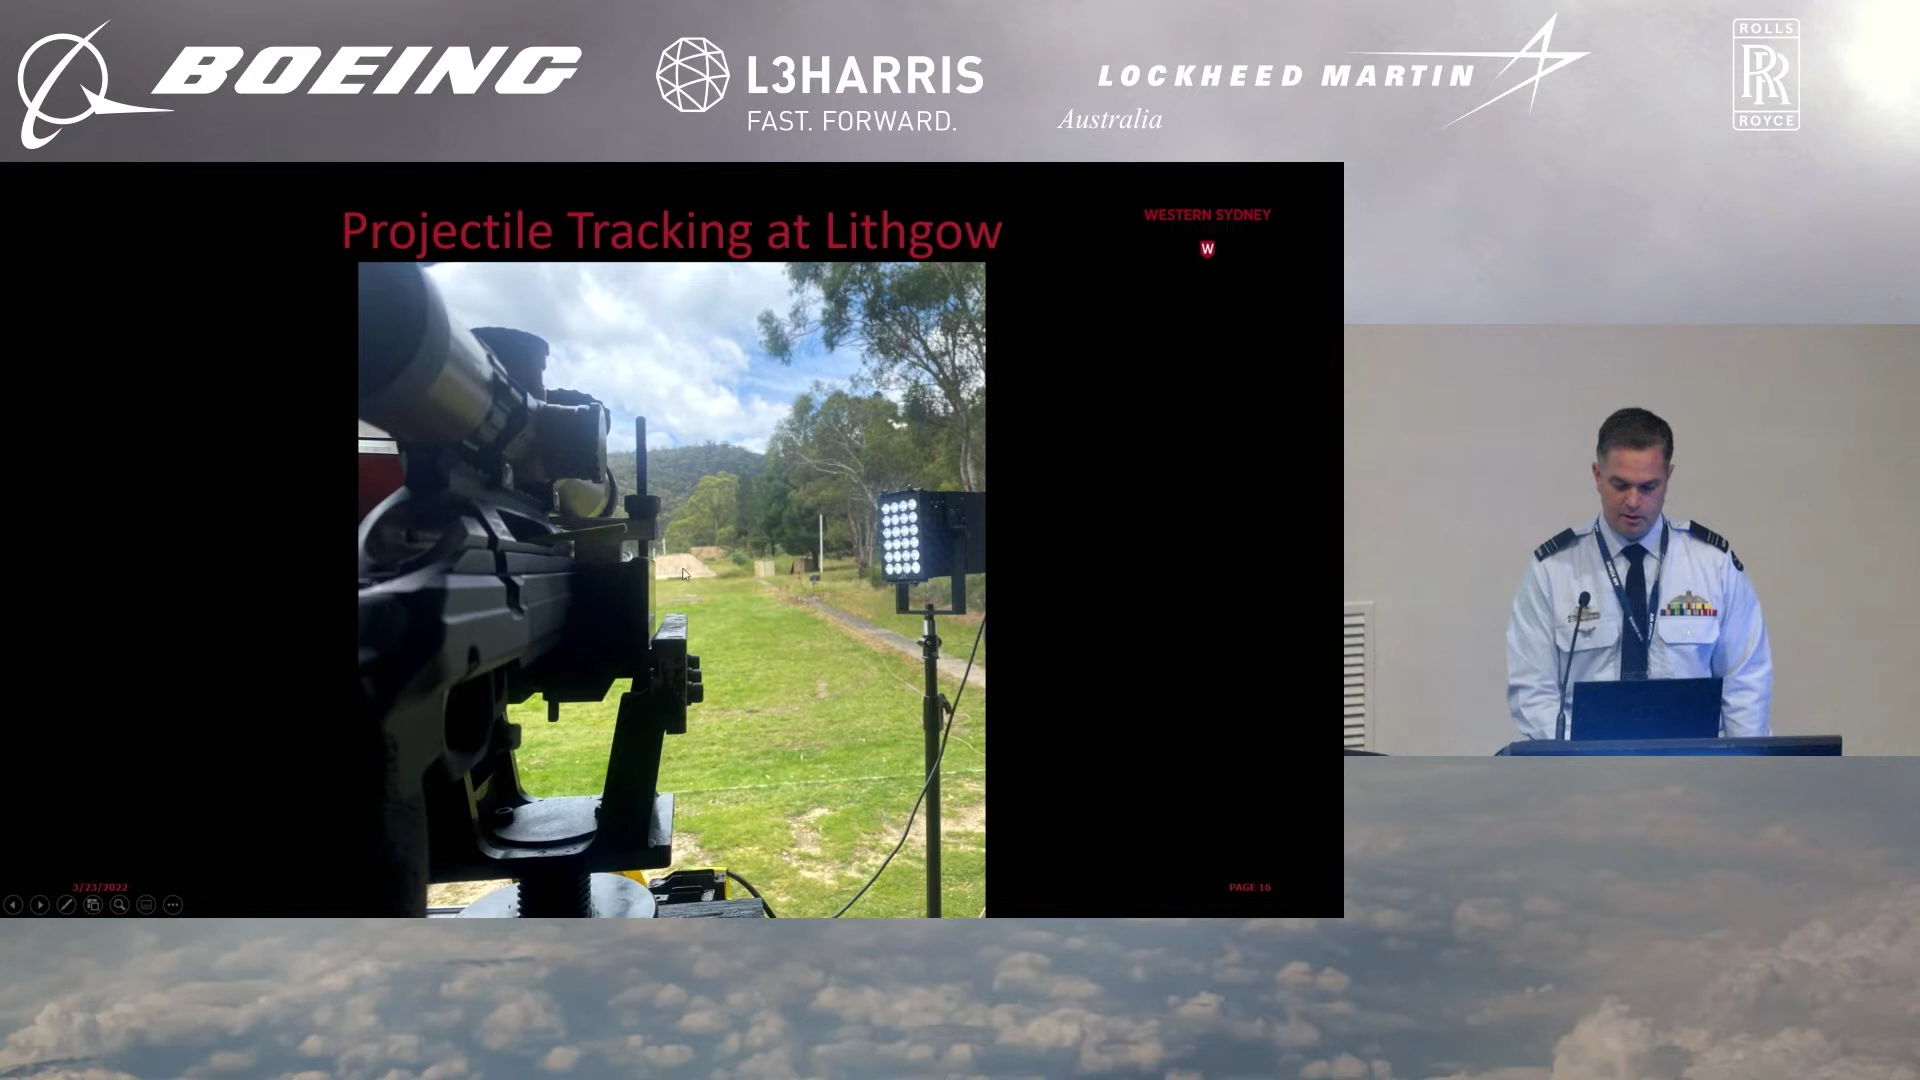 BOEING
L3HARRIS
FAST. FORWARD.
LOCKHEED MARTIN
Australia
ROLLS
RR
ROYCE
Projectile Tracking at Lithgow
WESTERN SYDNEY
W
3/23/2022
PAGE 16